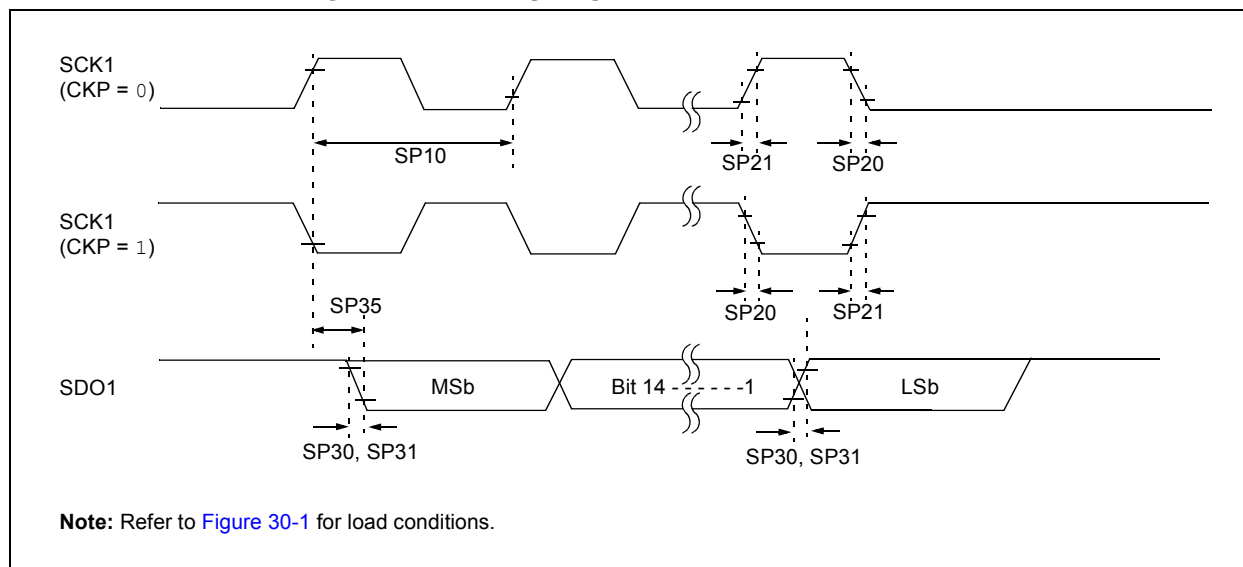 SCK1
(CKP = 0)
SP10
SP21
SP20
SCK1
(CKP = 1)
SP35
SP20
SP21
SDO1
MSb
Bit 14 - - - - - -1
LSb
SP30, SP31
SP30, SP31
Note: Refer to Figure 30-1 for load conditions.